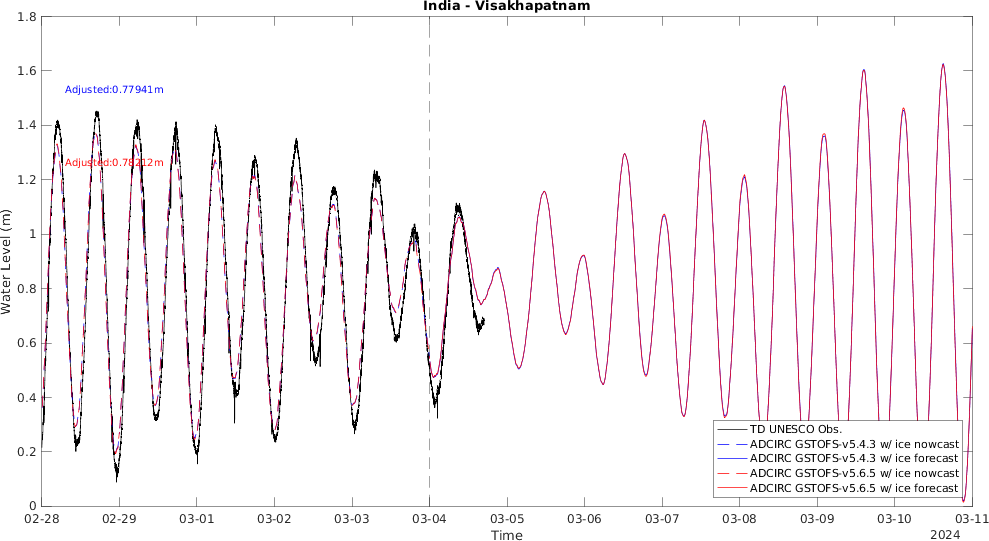 India - Visakhapatnam
1.8
1.6
1.4
1.2
1
0.8
0.6
0.4
0.2
0
Water Level (m)
Adjusted:0.77941m
Adjusted:0.78212m
TD UNESCO Obs.
ADCIRC GSTOFS-v5.4.3 w/ ice nowcast
ADCIRC GSTOFS-v5.4.3 w/ ice forecast
ADCIRC GSTOFS-v5.6.5 w/ ice nowcast
ADCIRC GSTOFS-v5.6.5 w/ ice forecast
02-28 02-29 03-01 03-02 03-03 03-04 03-05 03-06 03-07 03-08 03-09 03-10 03-11
Time
2024